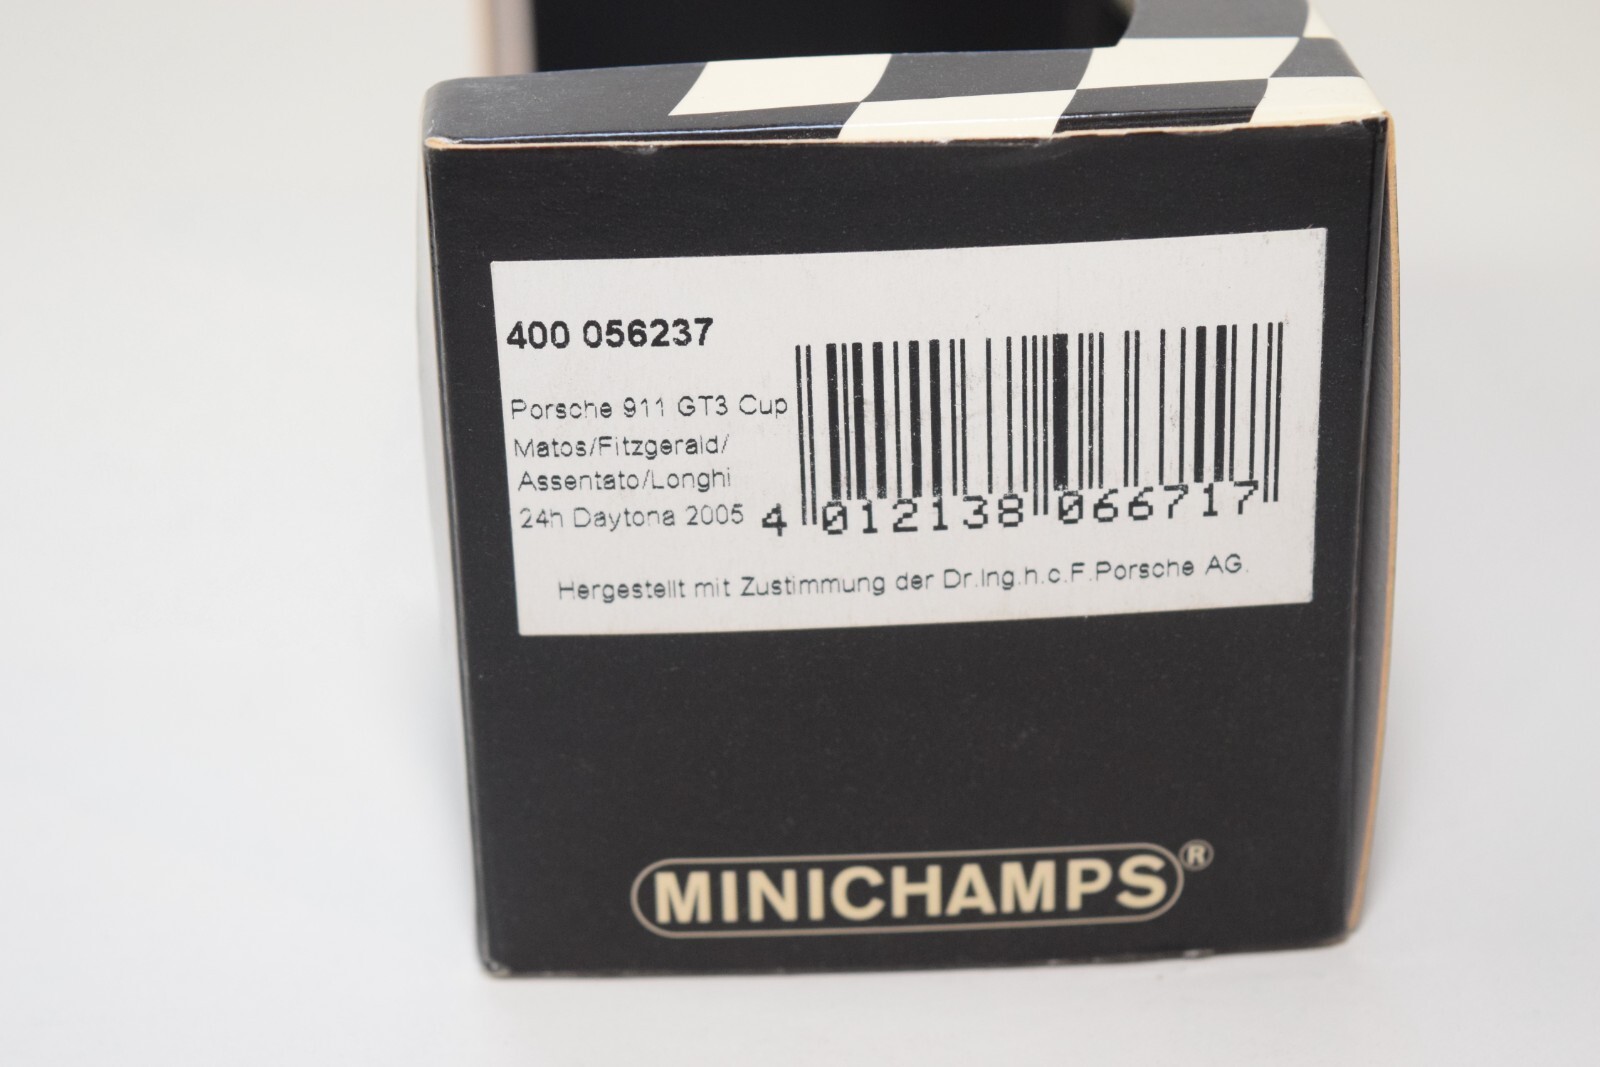 400 056237
Porsche 911 GT3 Cup
Matos/Fitzgerald/
Assentato/Longhi
24h Daytona 2005
4 012138 066717
Hergestellt mit Zustimmung der Dr.Ing.h.c.F.Porsche AG.
MINICHAMPS®